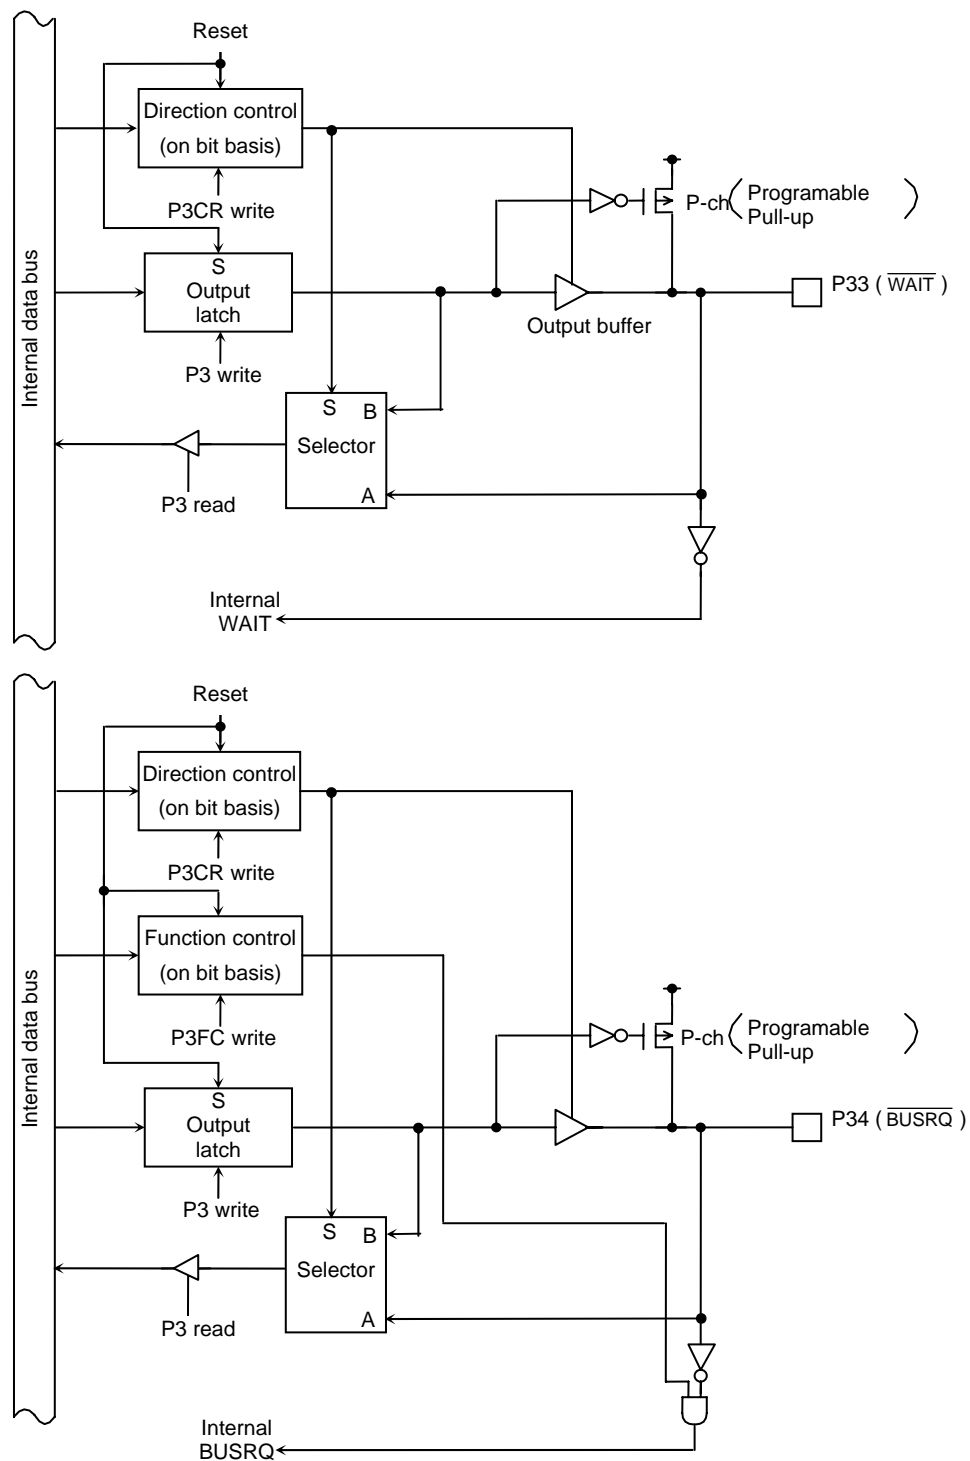 Reset
Direction control
(on bit basis)
P3CR write
P-ch
Programable
Pull-up
S
Output
latch
P33 ( WAIT )
Output buffer
P3 write
Internal data bus
S
B
Selector
A
P3 read
Internal
WAIT
Reset
Direction control
(on bit basis)
P3CR write
Function control
(on bit basis)
P3FC write
P-ch
Programable
Pull-up
S
Output
latch
P34 ( BUSRQ )
P3 write
Internal data bus
S
B
Selector
A
P3 read
Internal
BUSRQ